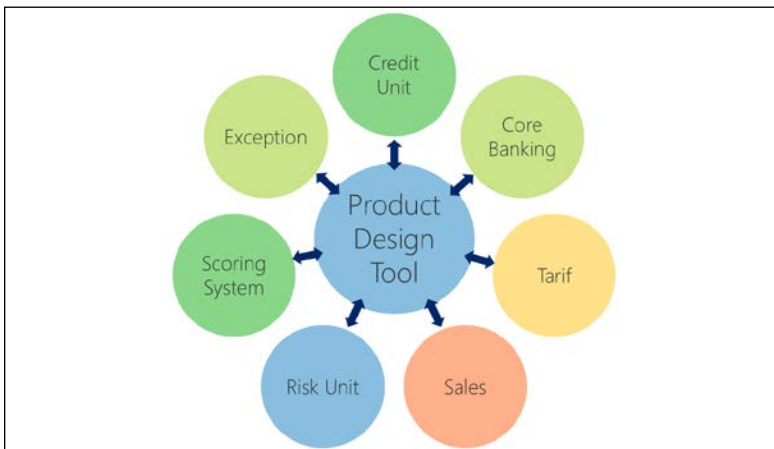 Credit
Unit
Core
Banking
Exception
Product
Design
Tool
Scoring
System
Tarif
Risk Unit
Sales